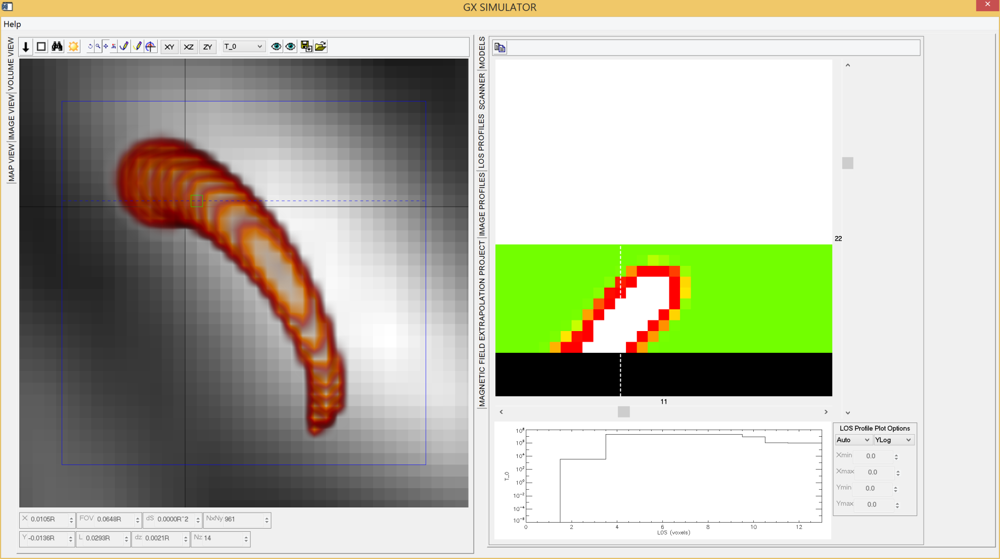 GX SIMULATOR
Help
VOLUME VIEW
IMAGE VIEW
MAP VIEW
XY XZ ZY T_0
X 0.0105R FOV 0.0648R dS 0.0000R^2 NxNy 961
Y -0.0136R L 0.0293R dz 0.0021R Nz 14
MODELS
SCANNER
LOS PROFILES
IMAGE PROFILES
MAGNETIC FIELD EXTRAPOLATION PROJECT
22
11
10^8
10^6
10^4
10^2
10^0
10^-2
10^-4
10^-6
T_0
0 2 4 6 8 10 12
LOS (voxels)
LOS Profile Plot Options
Auto YLog
Xmin 0.0
Xmax 0.0
Ymin 0.0
Ymax 0.0